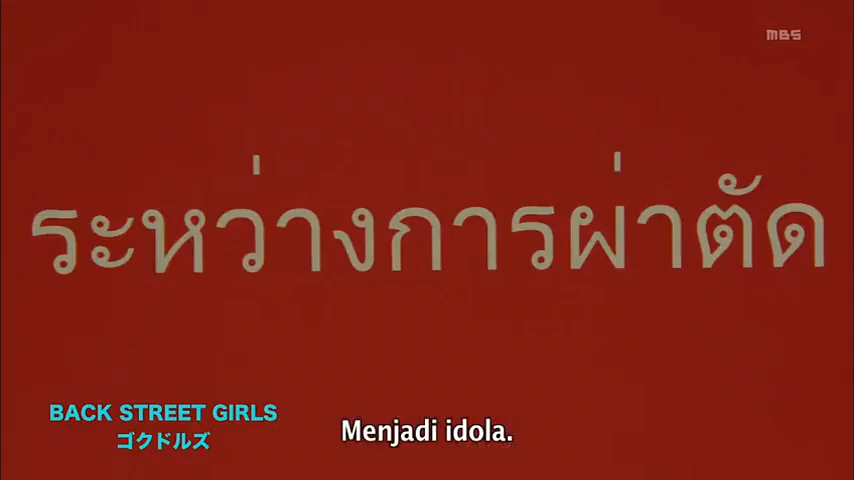 MBS
ระหว่างการผ่าตัด
BACK STREET GIRLS
ゴクドルズ
Menjadi idola.